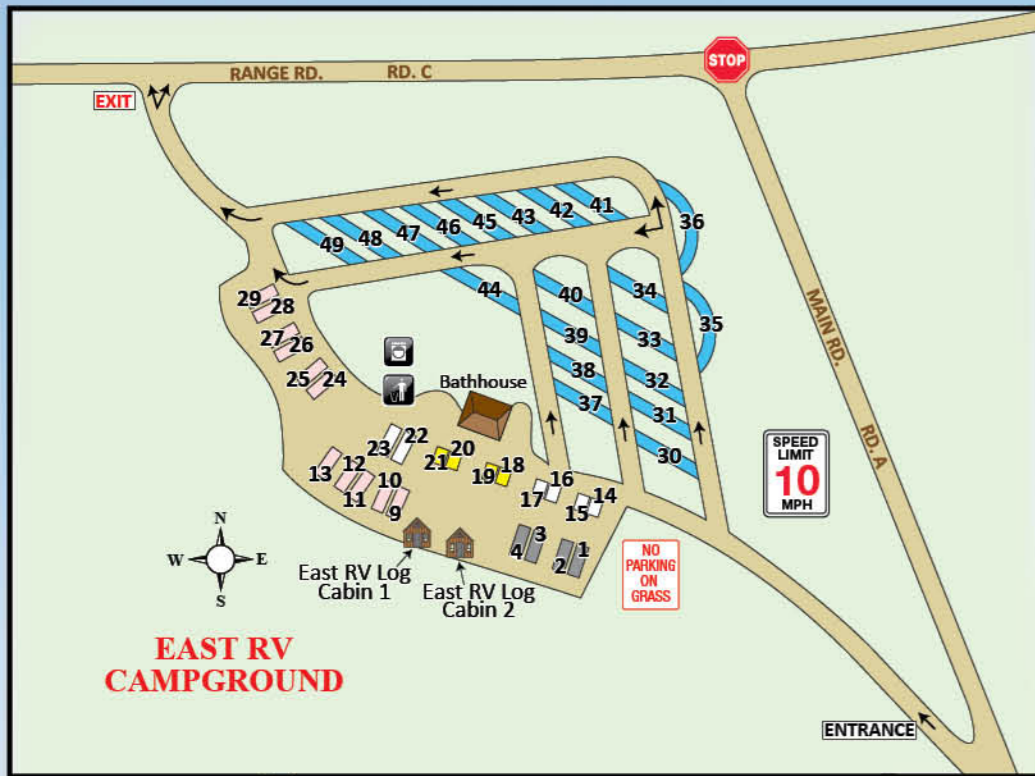 STOP
RANGE RD. RD. C
EXIT
41
42
43
45
46
47
48
49
36
44
40
34
35
39
33
38
32
37
31
30
29
28
27
26
25
24
MAIN RD. RD. A
Bathhouse
SPEED
LIMIT
10
MPH
23
22
21
20
19
18
17
16
15
14
13
12
11
10
9
4
3
2
1
NO
PARKING
ON
GRASS
N
W
E
S
East RV Log
Cabin 1
East RV Log
Cabin 2
EAST RV
CAMPGROUND
ENTRANCE